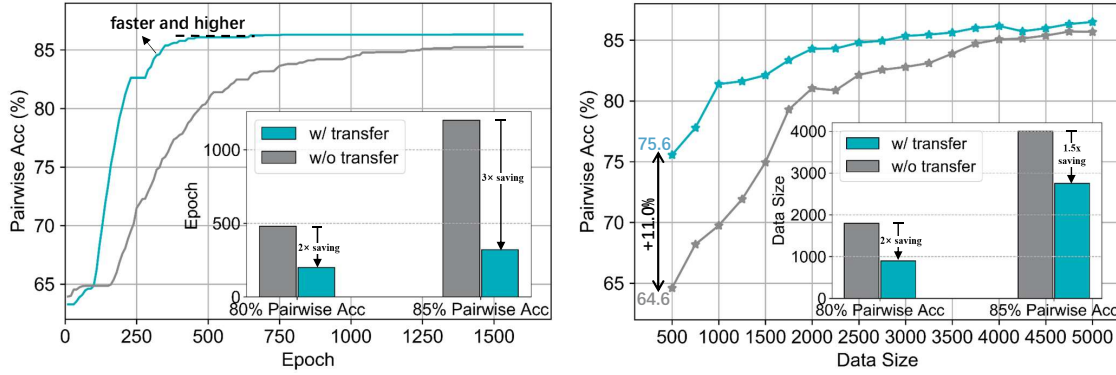 faster and higher
85
80
75
70
65
Pairwise Acc (%)
0
250
500
750
1000
1250
1500
Epoch
w/ transfer
w/o transfer
1000
500
0
Epoch
2× saving
3× saving
80% Pairwise Acc
85% Pairwise Acc
85
80
75
70
65
Pairwise Acc (%)
75.6
+11.0%
64.6
500
1000
1500
2000
2500
3000
3500
4000
4500
5000
Data Size
w/ transfer
w/o transfer
4000
3000
2000
1000
0
Data Size
2× saving
1.5x
saving
80% Pairwise Acc
85% Pairwise Acc